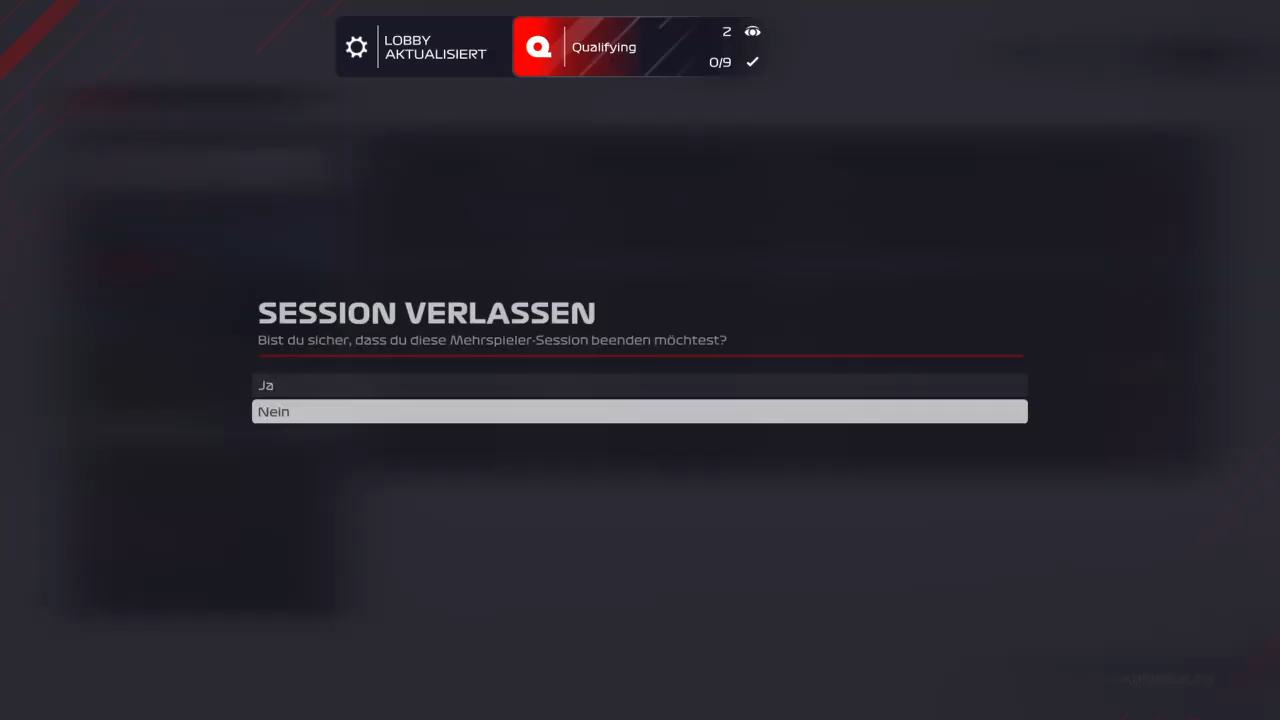 LOBBY
AKTUALISIERT
Qualifying
2
0/9
SESSION VERLASSEN
Bist du sicher, dass du diese Mehrspieler-Session beenden möchtest?
Ja
Nein